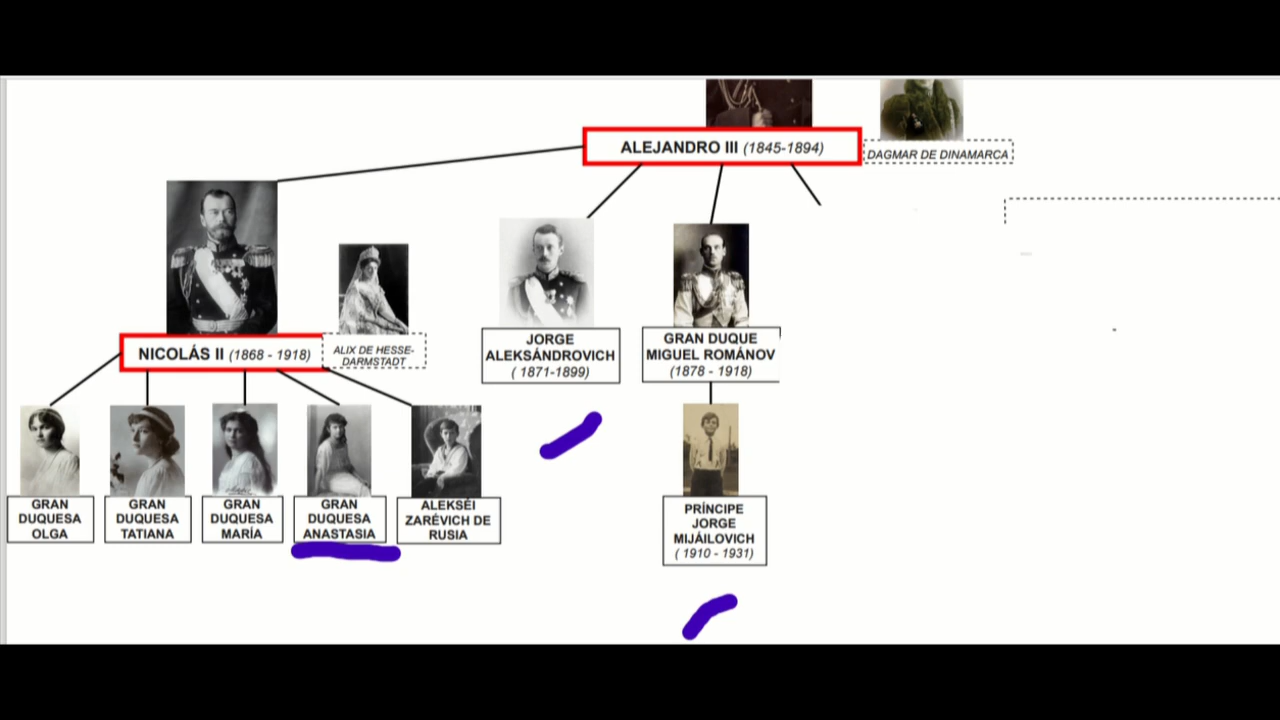 ALEJANDRO III (1845-1894)
DAGMAR DE DINAMARCA
NICOLÁS II (1868 - 1918)
ALIX DE HESSE-
DARMSTADT
JORGE
ALEKSÁNDROVICH
( 1871-1899)
GRAN DUQUE
MIGUEL ROMÁNOV
(1878 - 1918)
GRAN
DUQUESA
OLGA
GRAN
DUQUESA
TATIANA
GRAN
DUQUESA
MARÍA
GRAN
DUQUESA
ANASTASIA
ALEKSÉI
ZARÉVICH DE
RUSIA
PRÍNCIPE
JORGE
MIJÁILOVICH
( 1910 - 1931)